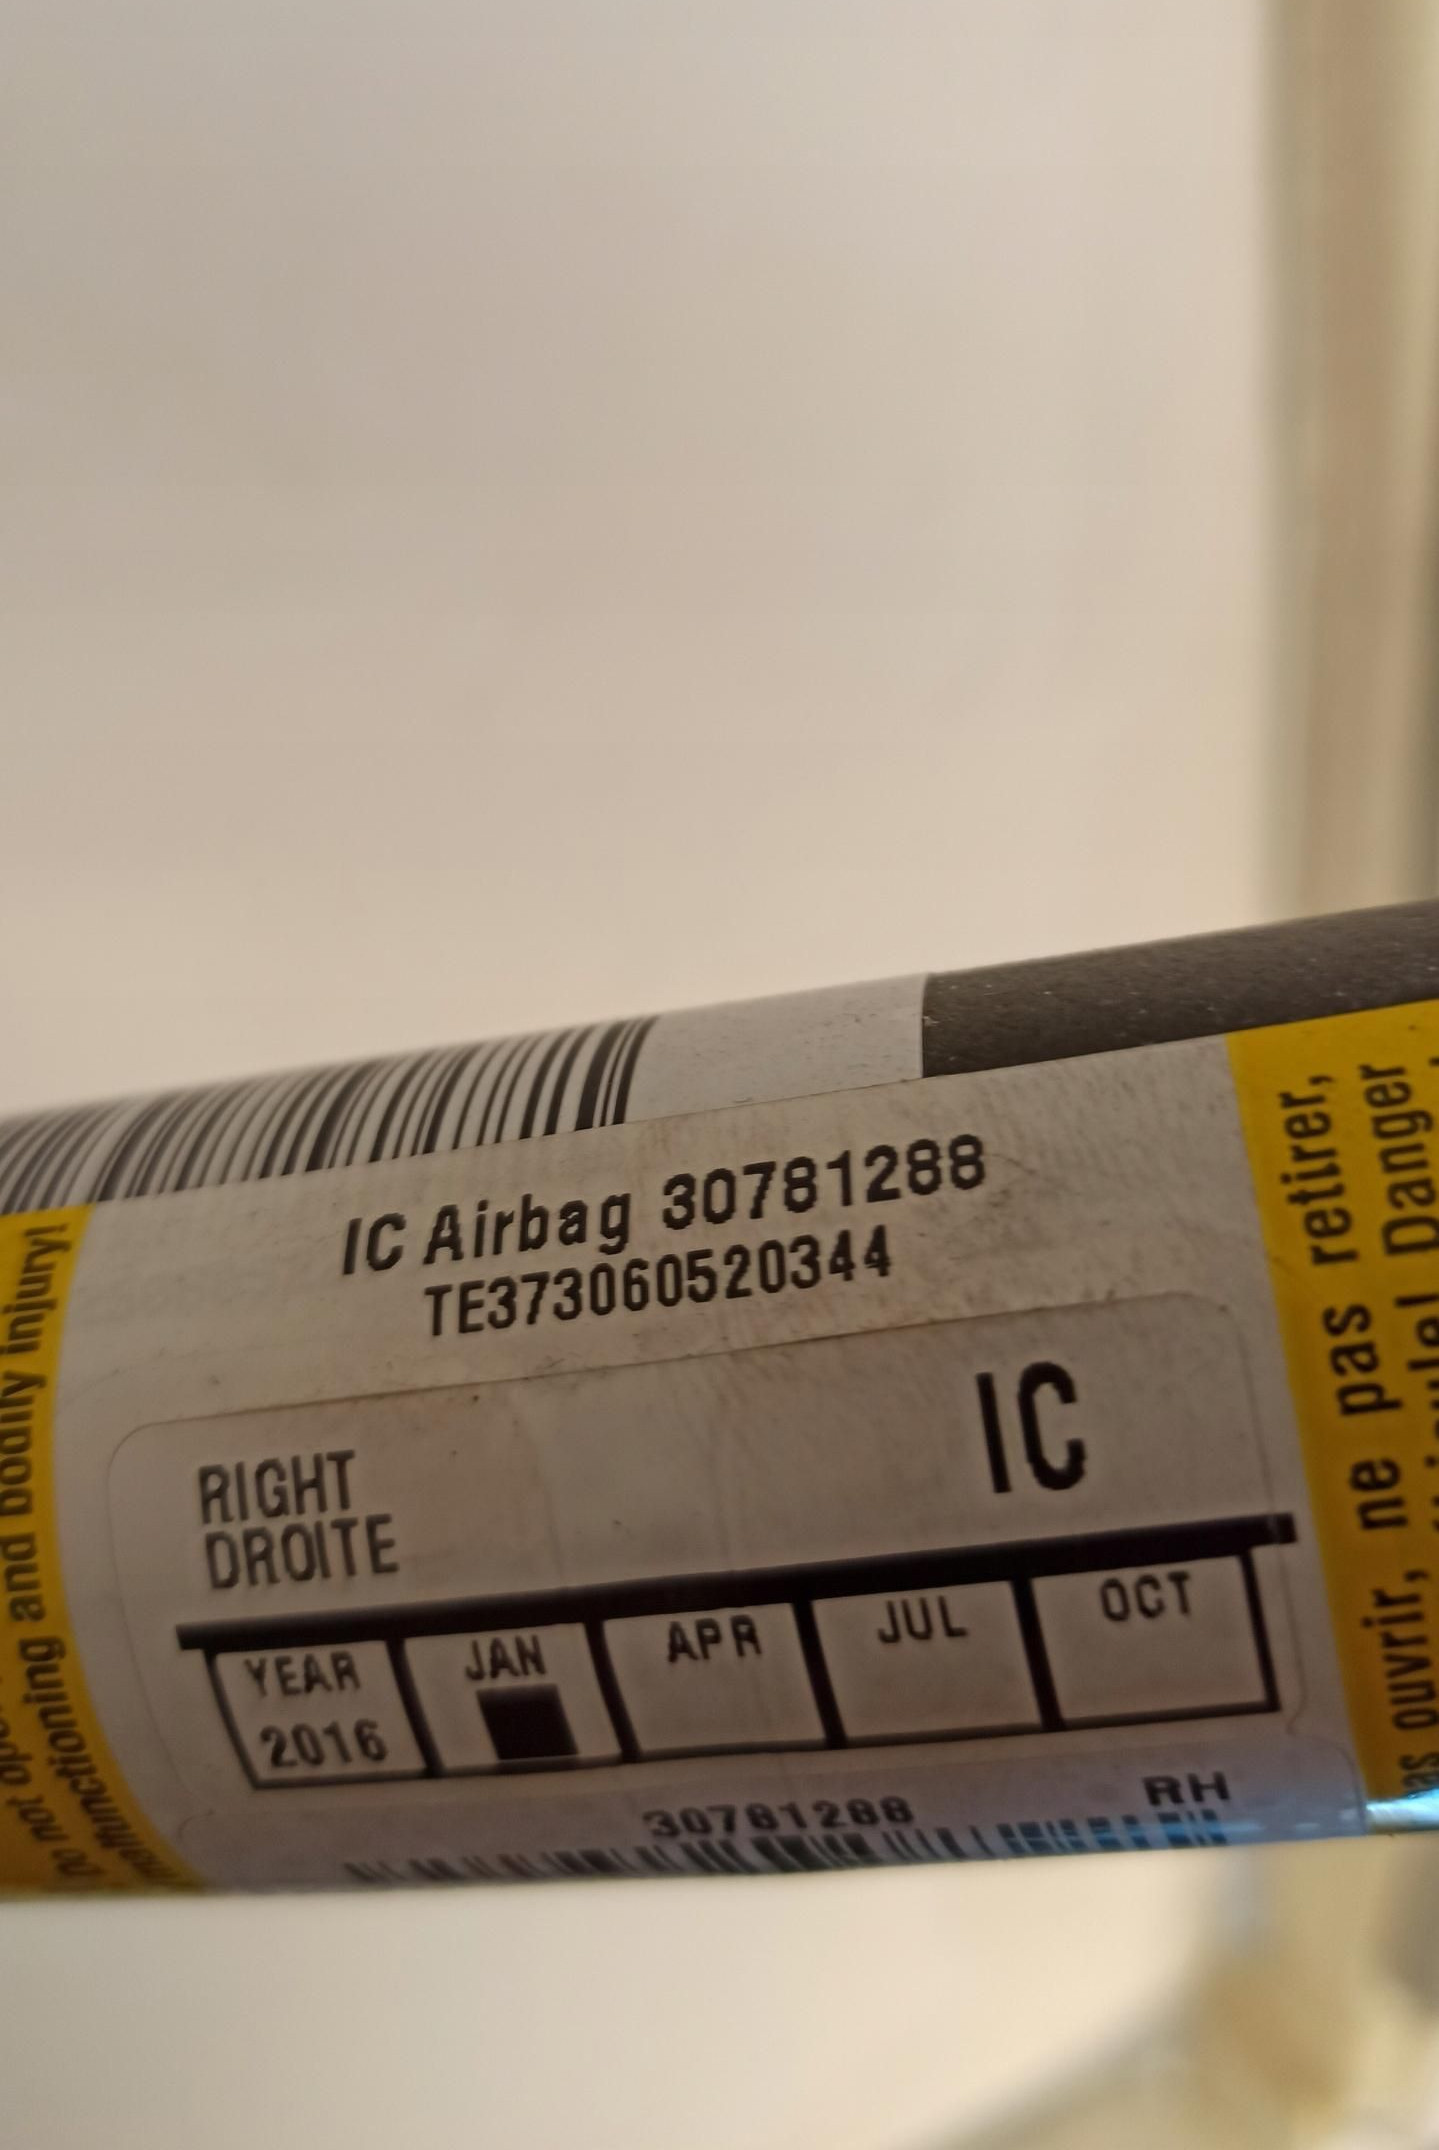 IC Airbag 30781288
TE373060520344
RIGHT
DROITE
IC
YEAR
2016
JAN
APR
JUL
OCT
30781288
RH
not
and bodily injury!
malfunctioning
retirer,
ouvrir, ne pas
Danger